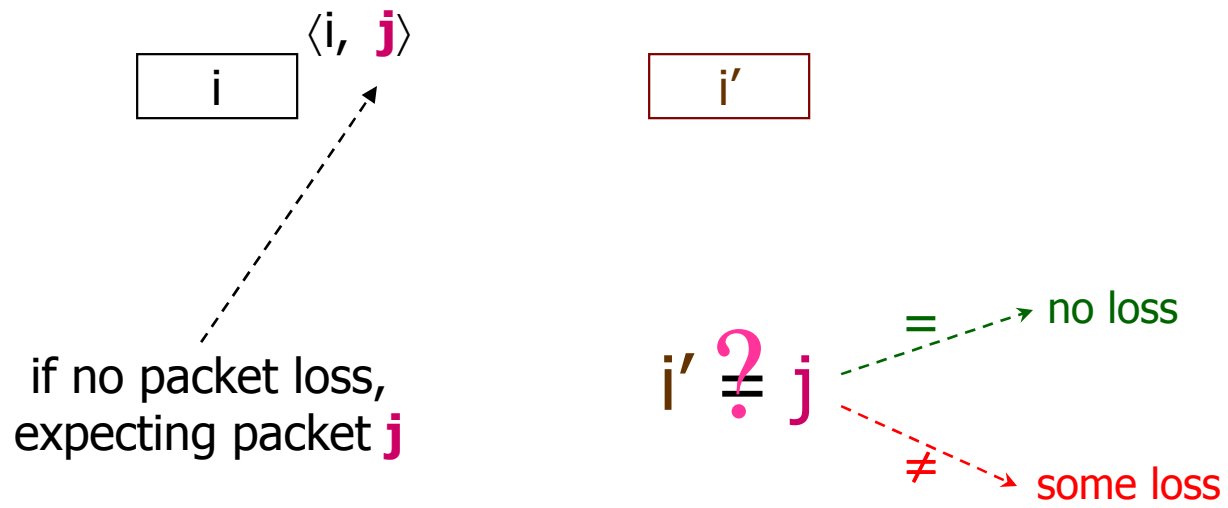 ⟨i, j⟩
i
i′
if no packet loss,
expecting packet j
i′ ≟ j
=
no loss
≠
some loss